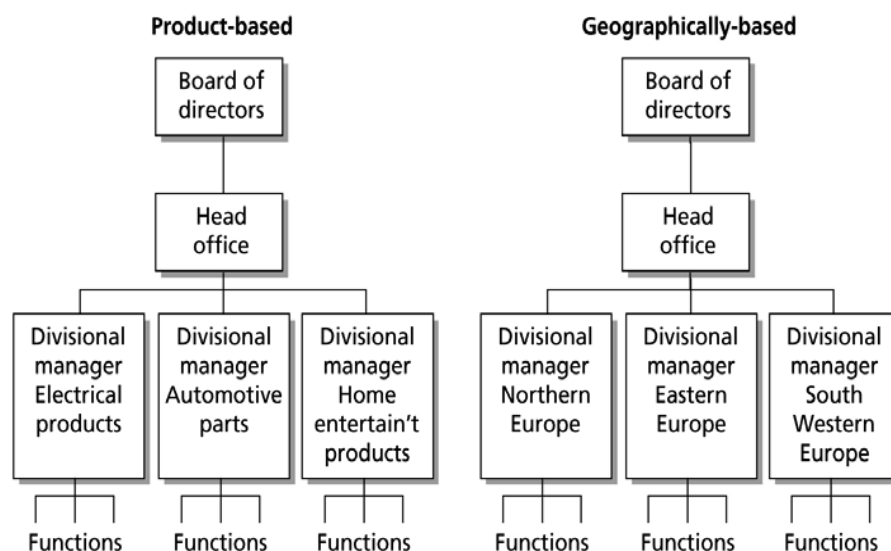 Product-based
Board of
directors
Head
office
Divisional
manager
Electrical
products
Divisional
manager
Automotive
parts
Divisional
manager
Home
entertain't
products
Functions
Functions
Functions
Geographically-based
Board of
directors
Head
office
Divisional
manager
Northern
Europe
Divisional
manager
Eastern
Europe
Divisional
manager
South
Western
Europe
Functions
Functions
Functions